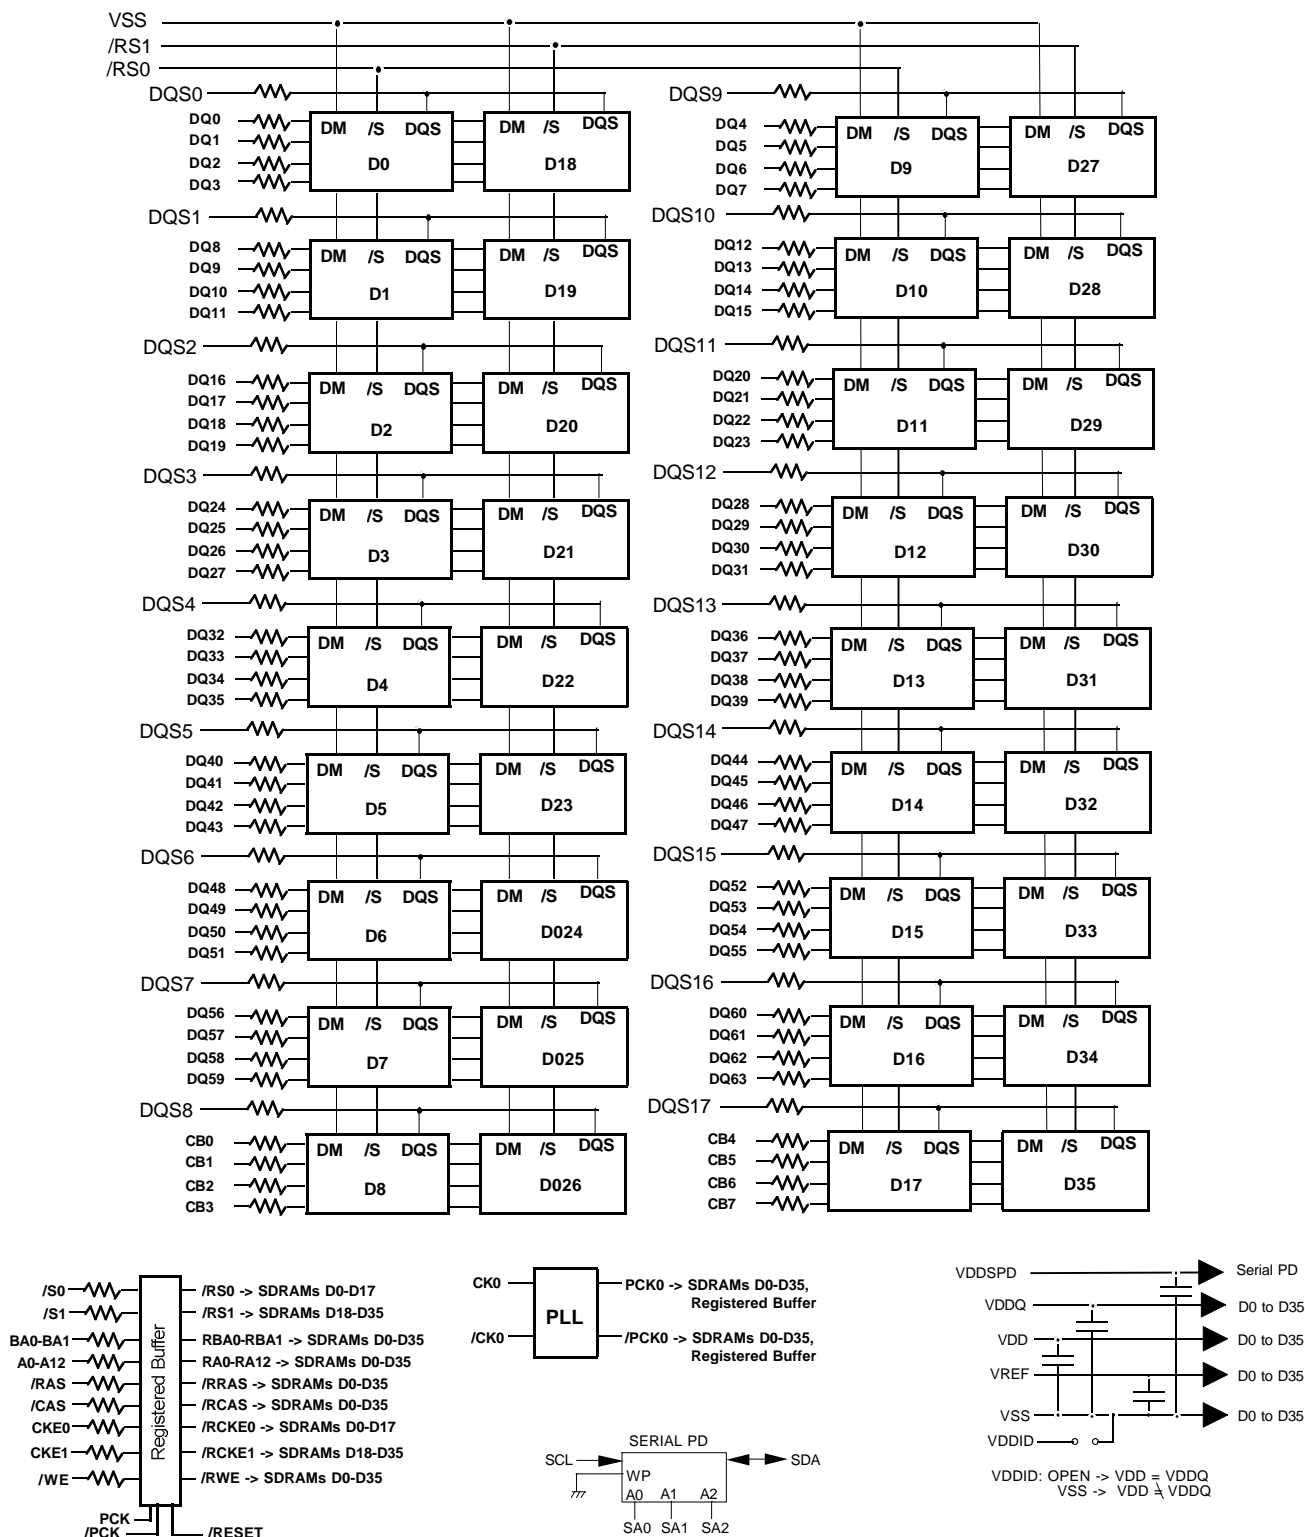 VSS
/RS1
/RS0
DQS0
DQ0
DQ1
DQ2
DQ3
DM /S DQS
D0
DM /S DQS
D18
DQS9
DQ4
DQ5
DQ6
DQ7
DM /S DQS
D9
DM /S DQS
D27
DQS1
DQ8
DQ9
DQ10
DQ11
DM /S DQS
D1
DM /S DQS
D19
DQS10
DQ12
DQ13
DQ14
DQ15
DM /S DQS
D10
DM /S DQS
D28
DQS2
DQ16
DQ17
DQ18
DQ19
DM /S DQS
D2
DM /S DQS
D20
DQS11
DQ20
DQ21
DQ22
DQ23
DM /S DQS
D11
DM /S DQS
D29
DQS3
DQ24
DQ25
DQ26
DQ27
DM /S DQS
D3
DM /S DQS
D21
DQS12
DQ28
DQ29
DQ30
DQ31
DM /S DQS
D12
DM /S DQS
D30
DQS4
DQ32
DQ33
DQ34
DQ35
DM /S DQS
D4
DM /S DQS
D22
DQS13
DQ36
DQ37
DQ38
DQ39
DM /S DQS
D13
DM /S DQS
D31
DQS5
DQ40
DQ41
DQ42
DQ43
DM /S DQS
D5
DM /S DQS
D23
DQS14
DQ44
DQ45
DQ46
DQ47
DM /S DQS
D14
DM /S DQS
D32
DQS6
DQ48
DQ49
DQ50
DQ51
DM /S DQS
D6
DM /S DQS
D024
DQS15
DQ52
DQ53
DQ54
DQ55
DM /S DQS
D15
DM /S DQS
D33
DQS7
DQ56
DQ57
DQ58
DQ59
DM /S DQS
D7
DM /S DQS
D025
DQS16
DQ60
DQ61
DQ62
DQ63
DM /S DQS
D16
DM /S DQS
D34
DQS8
CB0
CB1
CB2
CB3
DM /S DQS
D8
DM /S DQS
D026
DQS17
CB4
CB5
CB6
CB7
DM /S DQS
D17
DM /S DQS
D35
/S0
/S1
BA0-BA1
A0-A12
/RAS
/CAS
CKE0
CKE1
/WE
Registered Buffer
/RS0 -> SDRAMs D0-D17
/RS1 -> SDRAMs D18-D35
RBA0-RBA1 -> SDRAMs D0-D35
RA0-RA12 -> SDRAMs D0-D35
/RRAS -> SDRAMs D0-D35
/RCAS -> SDRAMs D0-D35
/RCKE0 -> SDRAMs D0-D17
/RCKE1 -> SDRAMs D18-D35
/RWE -> SDRAMs D0-D35
PCK
/PCK
/RESET
CK0
/CK0
PLL
PCK0 -> SDRAMs D0-D35,
Registered Buffer
/PCK0 -> SDRAMs D0-D35,
Registered Buffer
SERIAL PD
SCL
SDA
WP
A0 A1 A2
SA0 SA1 SA2
VDDSPD
Serial PD
VDDQ
D0 to D35
VDD
D0 to D35
VREF
D0 to D35
VSS
D0 to D35
VDDID
VDDID: OPEN -> VDD = VDDQ
VSS -> VDD ≠ VDDQ